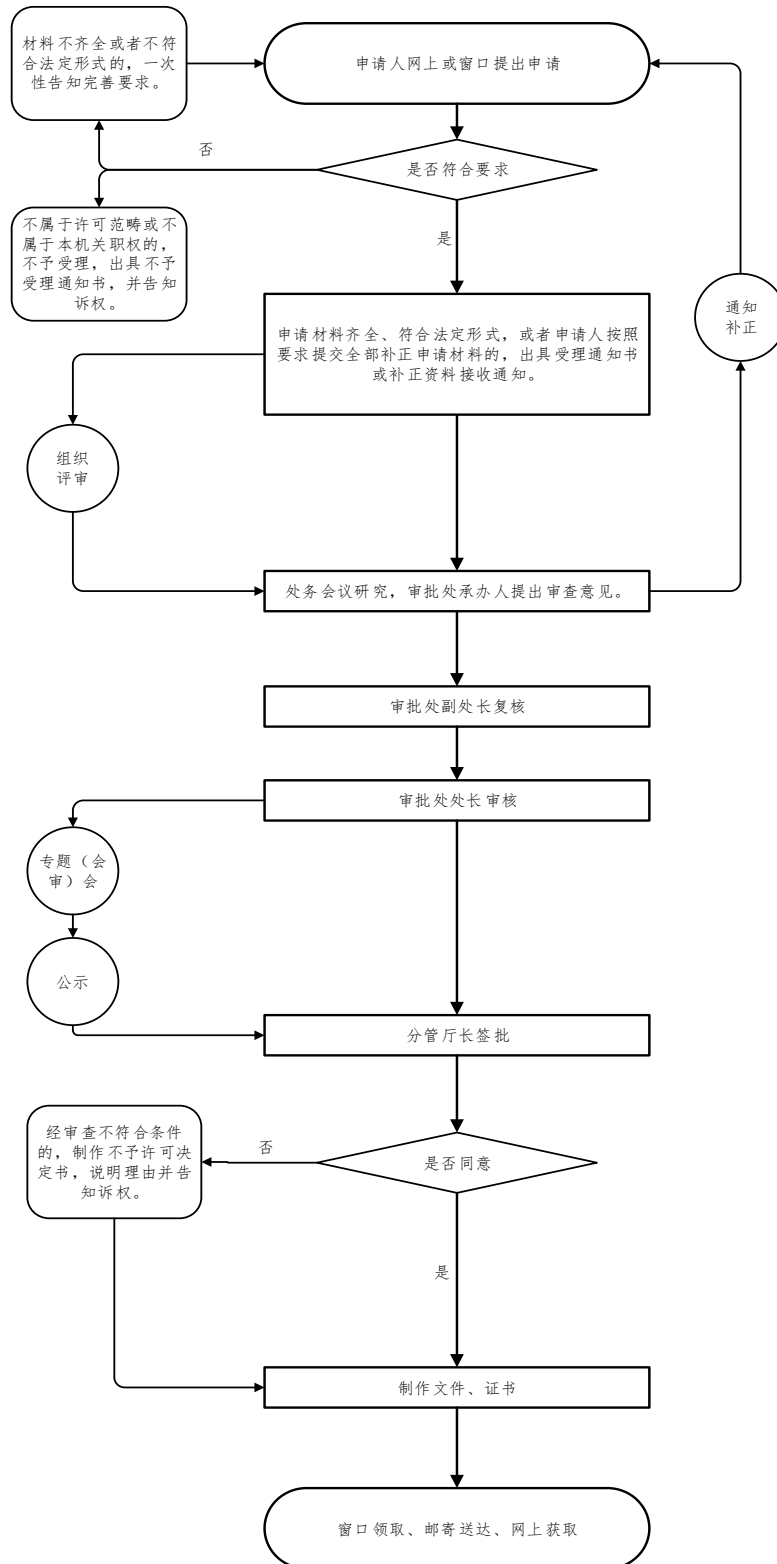 材料不齐全或者不符
合法定形式的，一次
性告知完善要求。
申请人网上或窗口提出申请
否
是否符合要求
不属于许可范畴或不
属于本机关职权的，
不予受理，出具不予
受理通知书，并告知
诉权。
是
通知
补正
申请材料齐全、符合法定形式，或者申请人按照
要求提交全部补正申请材料的，出具受理通知书
或补正资料接收通知。
组织
评审
处务会议研究，审批处承办人提出审查意见。
审批处副处长复核
审批处处长审核
专题（会
审）会
公示
分管厅长签批
经审查不符合条件
的，制作不予许可决
定书，说明理由并告
知诉权。
否
是否同意
是
制作文件、证书
窗口领取、邮寄送达、网上获取